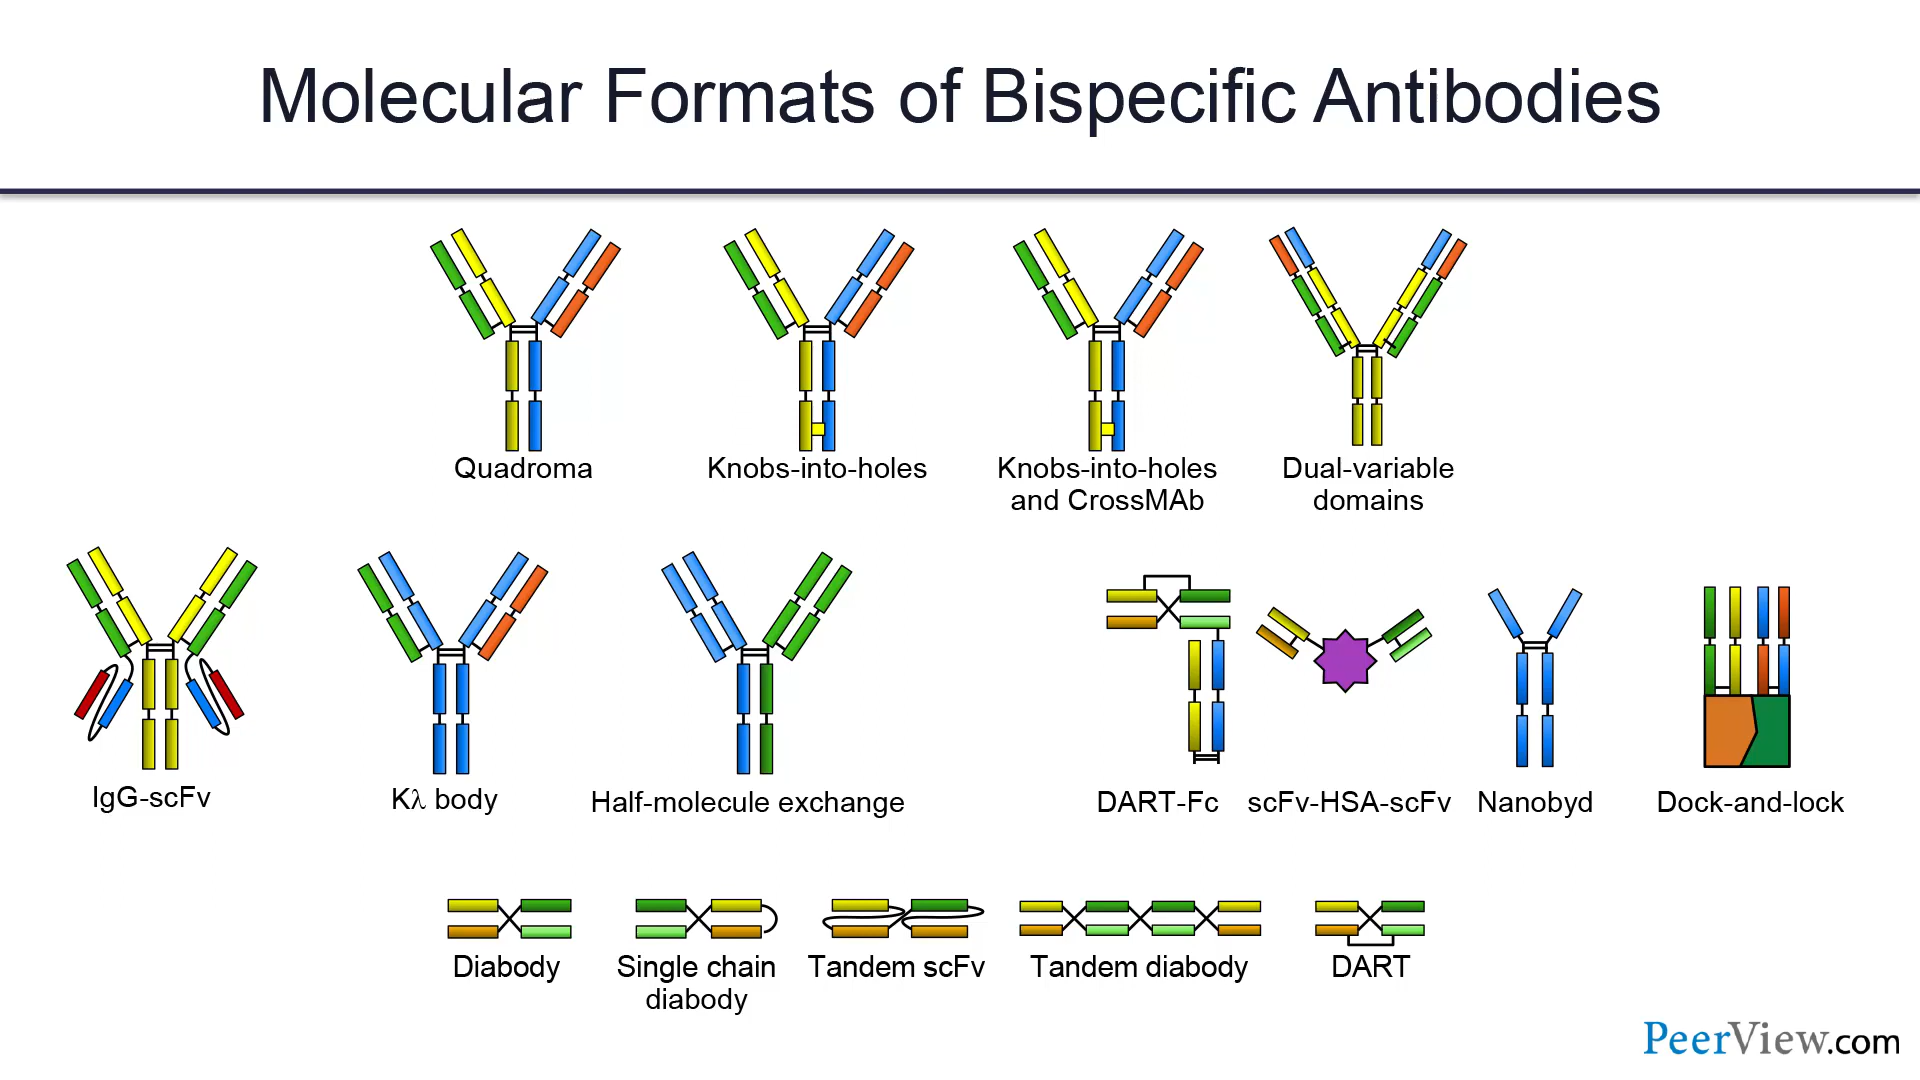 Molecular Formats of Bispecific Antibodies
Quadroma
Knobs-into-holes
Knobs-into-holes
and CrossMAb
Dual-variable
domains
IgG-scFv
Kλ body
Half-molecule exchange
DART-Fc
scFv-HSA-scFv
Nanobyd
Dock-and-lock
Diabody
Single chain
diabody
Tandem scFv
Tandem diabody
DART
PeerView.com